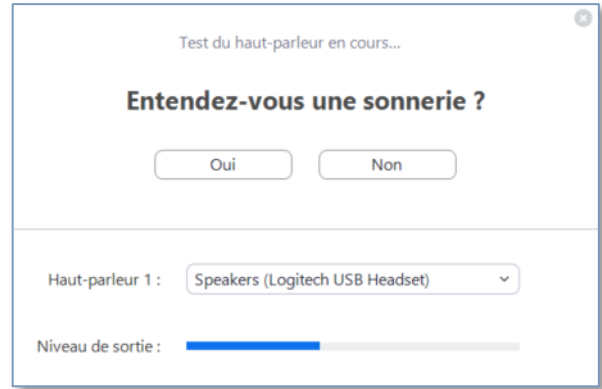 Test du haut-parleur en cours...
Entendez-vous une sonnerie ?
Oui Non
Haut-parleur 1 : Speakers (Logitech USB Headset)
Niveau de sortie :